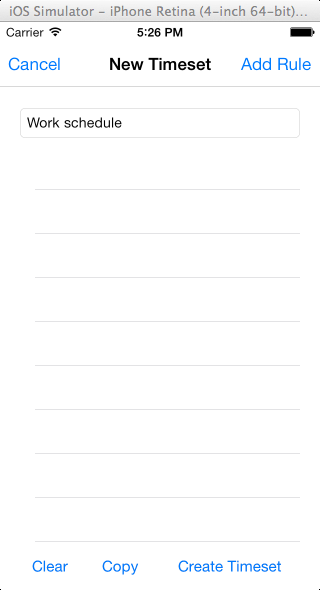 iOS Simulator – iPhone Retina (4-inch 64-bit)...
Carrier 5:26 PM
Cancel New Timeset Add Rule
Work schedule
Clear Copy Create Timeset